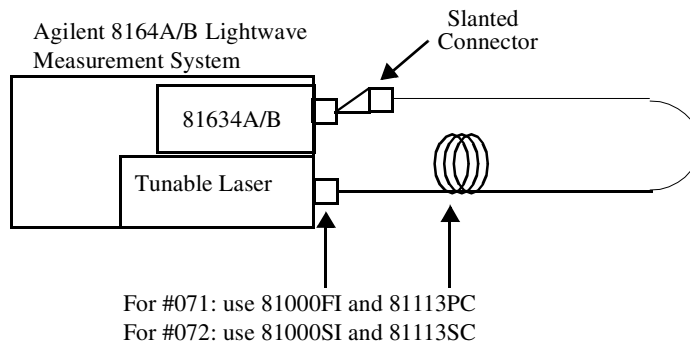 Agilent 8164A/B Lightwave
Measurement System
Slanted
Connector
81634A/B
Tunable Laser
For #071: use 81000FI and 81113PC
For #072: use 81000SI and 81113SC